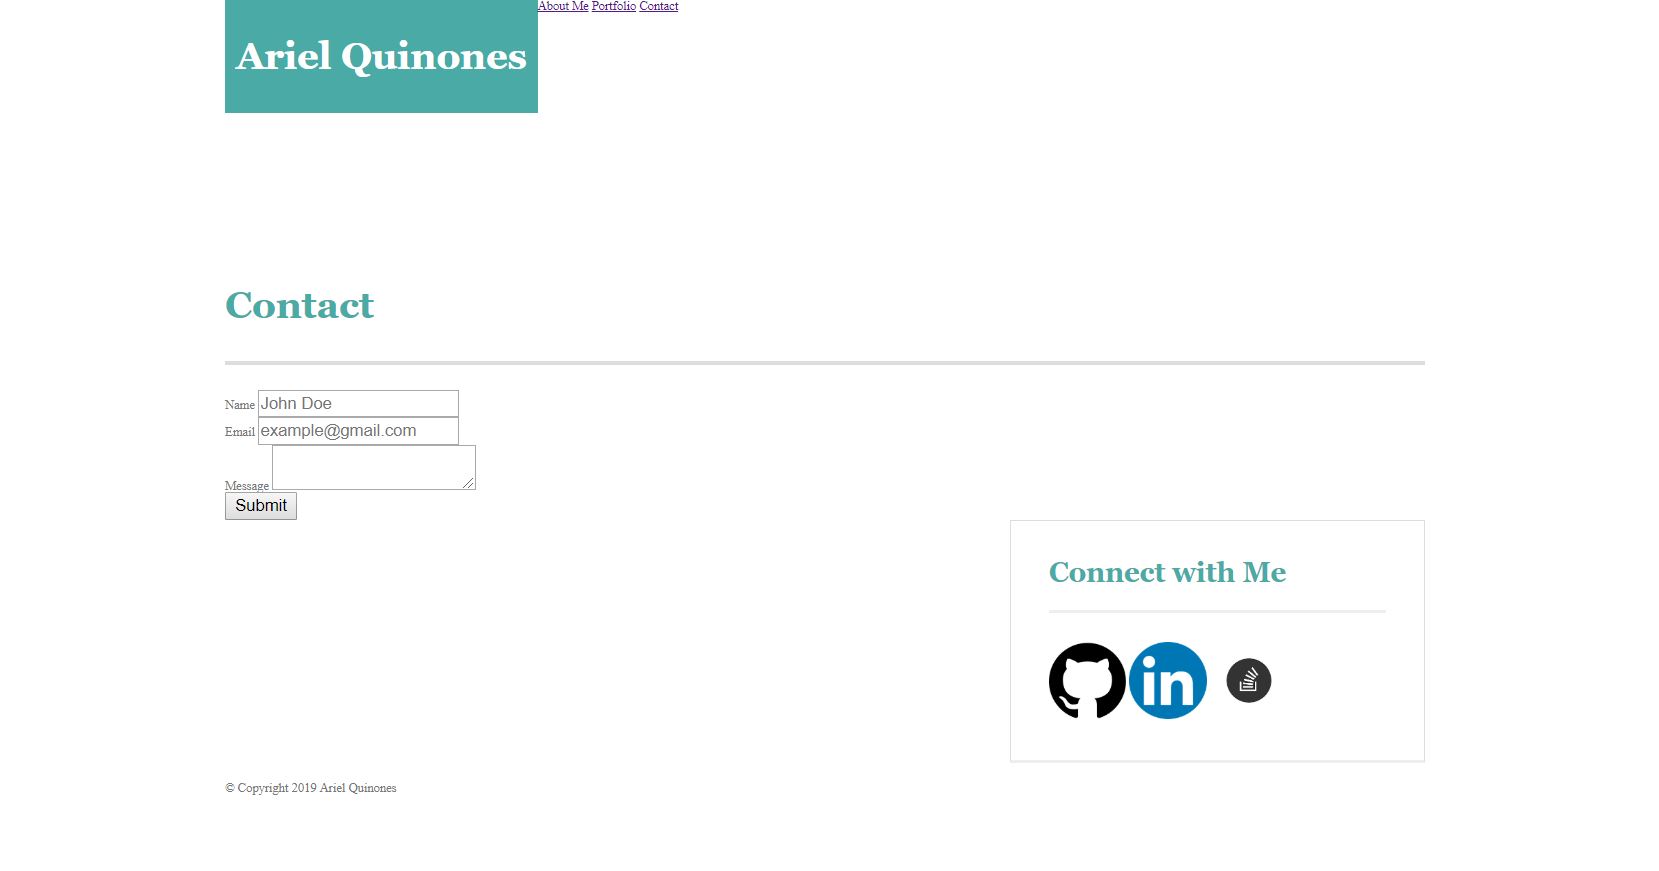 Ariel Quinones
About Me Portfolio Contact
Contact
Name John Doe
Email example@gmail.com
Message
Submit
Connect with Me
in
© Copyright 2019 Ariel Quinones